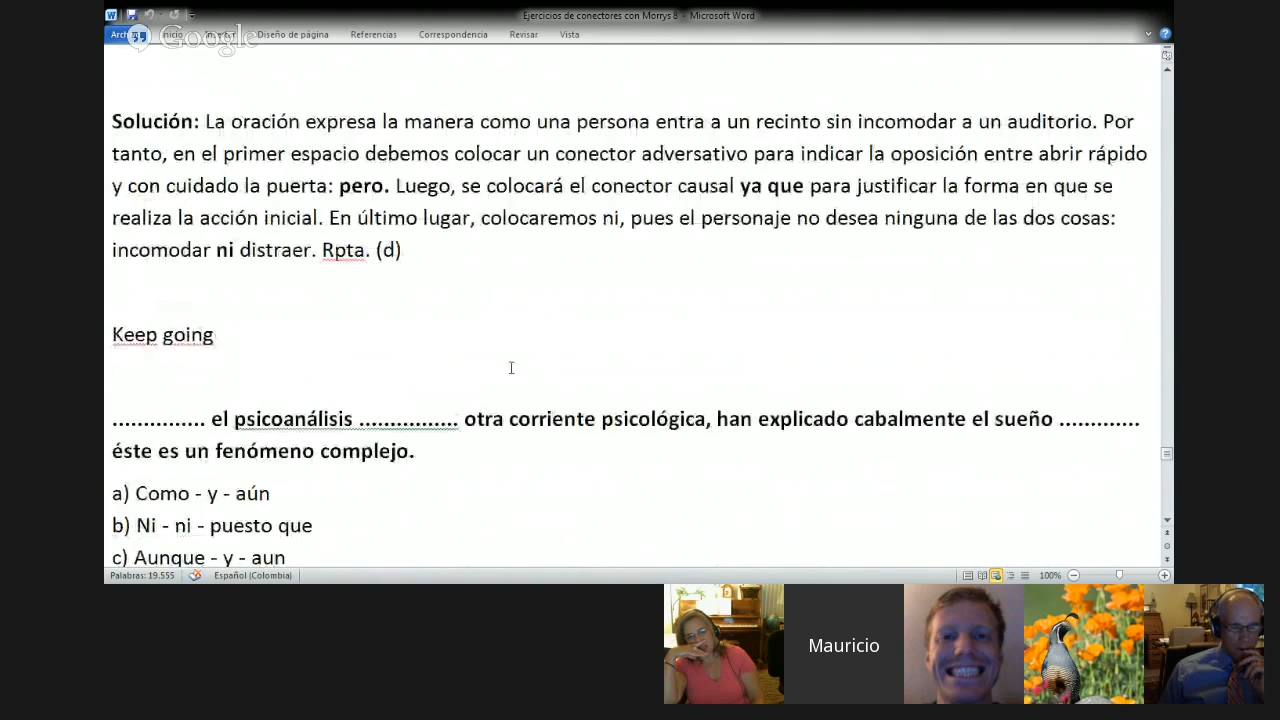 Ejercicios de conectores con Morrys 8 - Microsoft Word
Google
Diseño de página Referencias Correspondencia Revisar Vista
Solución: La oración expresa la manera como una persona entra a un recinto sin incomodar a un auditorio. Por
tanto, en el primer espacio debemos colocar un conector adversativo para indicar la oposición entre abrir rápido
y con cuidado la puerta: pero. Luego, se colocará el conector causal ya que para justificar la forma en que se
realiza la acción inicial. En último lugar, colocaremos ni, pues el personaje no desea ninguna de las dos cosas:
incomodar ni distraer. Rpta. (d)
Keep going
............... el psicoanálisis ................ otra corriente psicológica, han explicado cabalmente el sueño .............
éste es un fenómeno complejo.
a) Como - y - aún
b) Ni - ni - puesto que
c) Aunque - y - aun
Palabras: 19.555 Español (Colombia) 100%
Mauricio